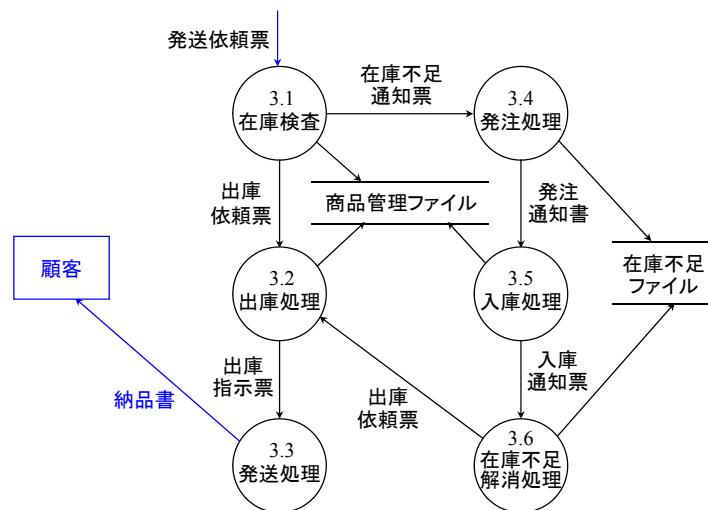 発送依頼票
3.1
在庫検査
在庫不足
通知票
3.4
発注処理
出庫
依頼票
商品管理ファイル
発注
通知書
顧客
3.2
出庫処理
3.5
入庫処理
在庫不足
ファイル
出庫
指示票
入庫
通知票
納品書
出庫
依頼票
3.3
発送処理
3.6
在庫不足
解消処理